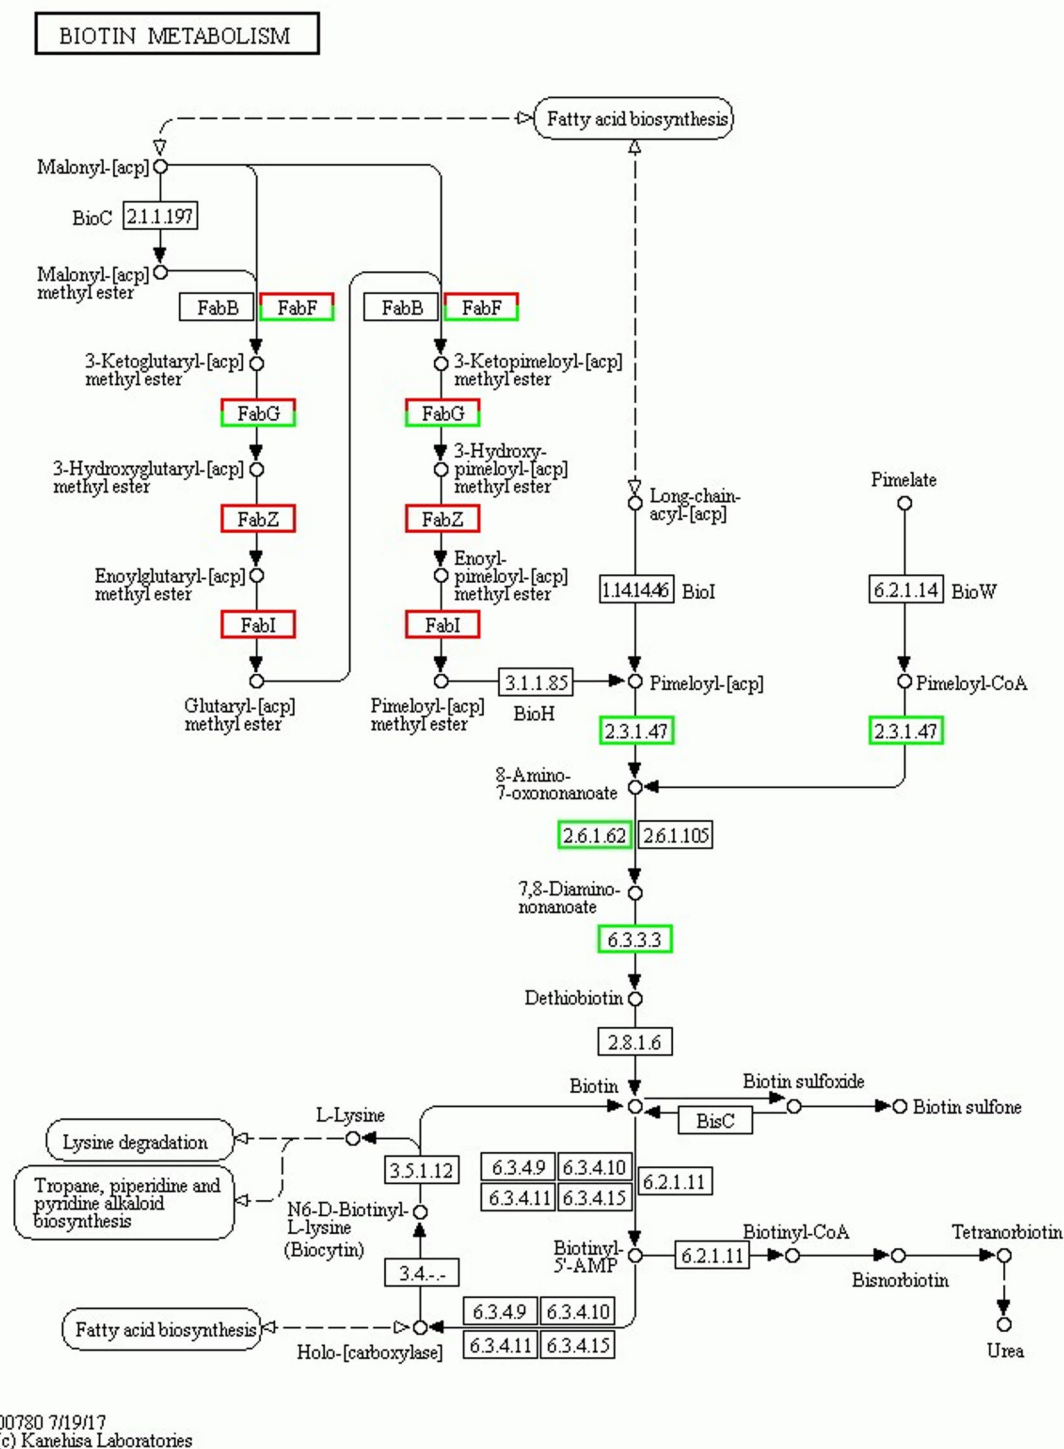 BIOTIN METABOLISM
Fatty acid biosynthesis
Malonyl-[acp]
BioC
2.1.1.197
Malonyl-[acp]
methyl ester
FabB
FabF
FabB
FabF
3-Ketoglutaryl-[acp]
methyl ester
3-Ketopimeloyl-[acp]
methyl ester
FabG
FabG
3-Hydroxyglutaryl-[acp]
methyl ester
3-Hydroxy-
pimeloyl-[acp]
methyl ester
Long-chain-
acyl-[acp]
Pimelate
FabZ
FabZ
Enoylglutaryl-[acp]
methyl ester
Enoyl-
pimeloyl-[acp]
methyl ester
1.14.14.46
BioI
6.2.1.14
BioW
FabI
FabI
Glutaryl-[acp]
methyl ester
Pimeloyl-[acp]
methyl ester
3.1.1.85
BioH
Pimeloyl-[acp]
Pimeloyl-CoA
2.3.1.47
2.3.1.47
8-Amino-
7-oxononanoate
2.6.1.62
2.6.1.105
7,8-Diamino-
nonanoate
6.3.3.3
Dethiobiotin
2.8.1.6
Biotin
Biotin sulfoxide
BisC
Biotin sulfone
L-Lysine
Lysine degradation
3.5.1.12
6.3.4.9
6.3.4.10
6.3.4.11
6.3.4.15
6.2.1.11
Tropane, piperidine and
pyridine alkaloid
biosynthesis
N6-D-Biotinyl-
L-lysine
(Biocytin)
Biotinyl-
5'-AMP
6.2.1.11
Biotinyl-CoA
Bisnorbiotin
Tetranorbiotin
3.4.-.-
Fatty acid biosynthesis
Holo-[carboxylase]
6.3.4.9
6.3.4.10
6.3.4.11
6.3.4.15
Urea
00780 7/19/17
(c) Kanehisa Laboratories